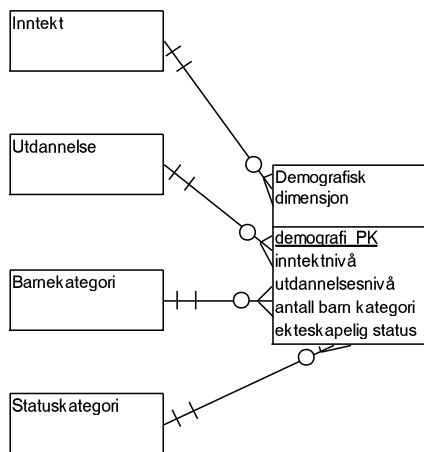 Inntekt
Utdannelse
Demografisk
dimensjon
demografi_PK
inntektnivå
utdannelsesnivå
antall barn kategori
ekteskapelig status
Barnekategori
Statuskategori